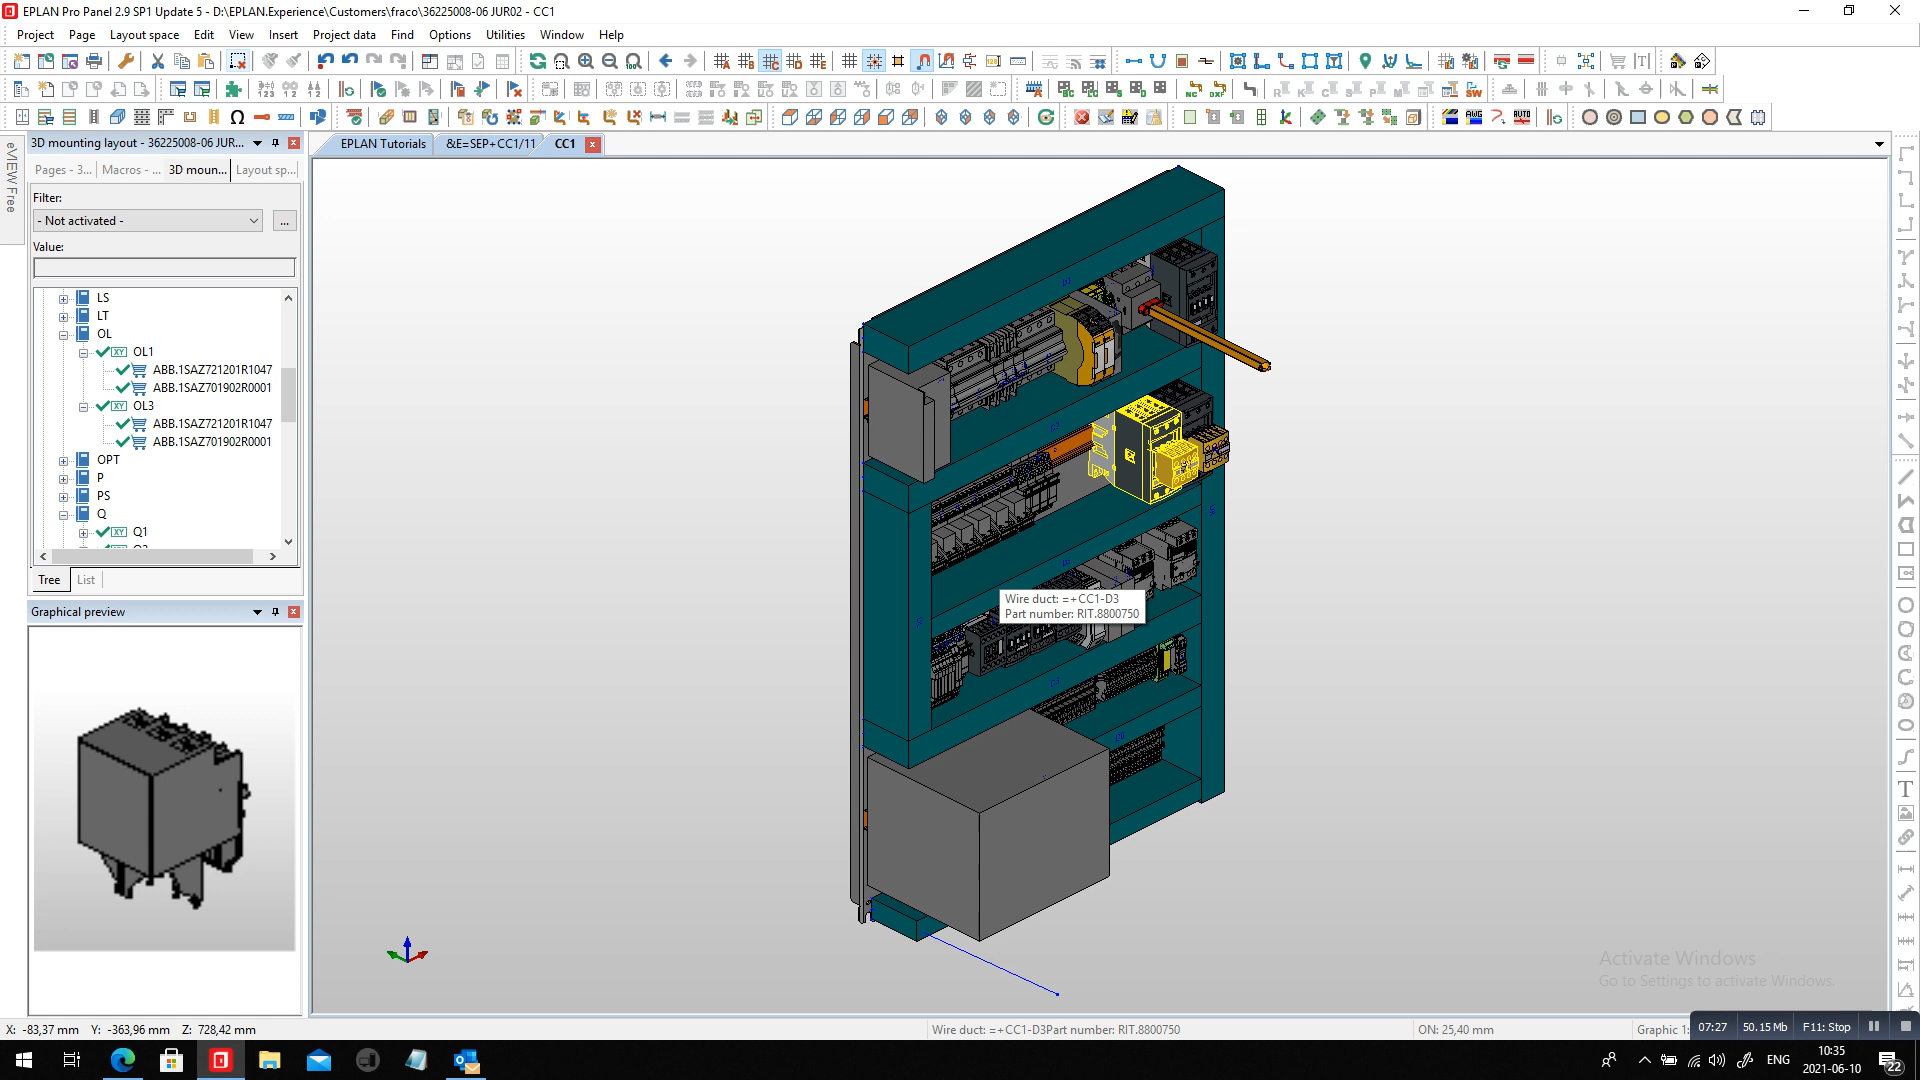 EPLAN Pro Panel 2.9 SP1 Update 5 - D:\EPLAN.Experience\Customers\fraco\36225008-06 JUR02 - CC1
Project Page Layout space Edit View Insert Project data Find Options Utilities Window Help
3D mounting layout - 36225008-06 JUR...
EPLAN Tutorials
&E=SEP+CC1/11
CC1
eVIEW Free
Pages - 3... Macros - ... 3D moun... Layout sp...
Filter:
- Not activated -
...
Value:
LS
LT
OL
OL1
ABB.1SAZ721201R1047
ABB.1SAZ701902R0001
OL3
ABB.1SAZ721201R1047
ABB.1SAZ701902R0001
OPT
P
PS
Q
Q1
Tree List
Graphical preview
Wire duct: =+CC1-D3
Part number: RIT.8800750
Activate Windows
Go to Settings to activate Windows.
X: -83,37 mm Y: -363,96 mm Z: 728,42 mm
Wire duct: =+CC1-D3Part number: RIT.8800750
ON: 25,40 mm
Graphic 1:
07:27 50.15 Mb F11: Stop
ENG
10:35
2021-06-10
22